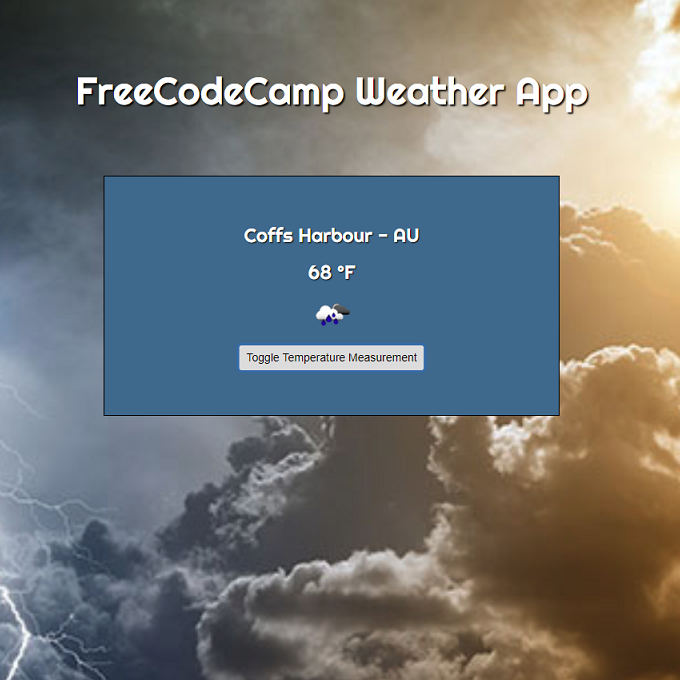 FreeCodeCamp Weather App
Coffs Harbour - AU
68 °F
Toggle Temperature Measurement